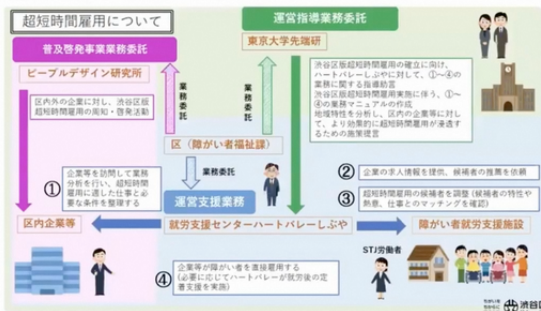 超短時間雇用について
運営指導業務委託
普及啓発事業業務委託
東京大学先端研
ピープルデザイン研究所
渋谷区版超短時間雇用の確立に向け、
ハートバレーしぶやに対して、①～④の
業務に関する指導助言
渋谷区版超短時間雇用実施に伴う、①～
④の業務マニュアルの作成
地域特性を分析し、区内の企業等に対し
て、より効果的に超短時間雇用が浸透す
るための施策提言
業務委託
業務委託
区内外の企業に対し、渋谷区版
超短時間雇用の周知・啓発活動
区(障がい者福祉課)
業務委託
①
企業等を訪問して業務
分析を行い、超短時間
雇用に適した仕事と必
要な条件を整理する
運営支援業務
②
企業の求人情報を提供、候補者の推薦を依頼
③
超短時間雇用の候補者を調整(候補者の特性や
熱意、仕事とのマッチングを確認)
区内企業等
就労支援センターハートバレーしぶや
障がい者就労支援施設
STJ労働者
④
企業等が障がい者を直接雇用する
(必要に応じてハートバレーが就労後の定
着支援を実施)
ちがいを
ちからに
渋谷区